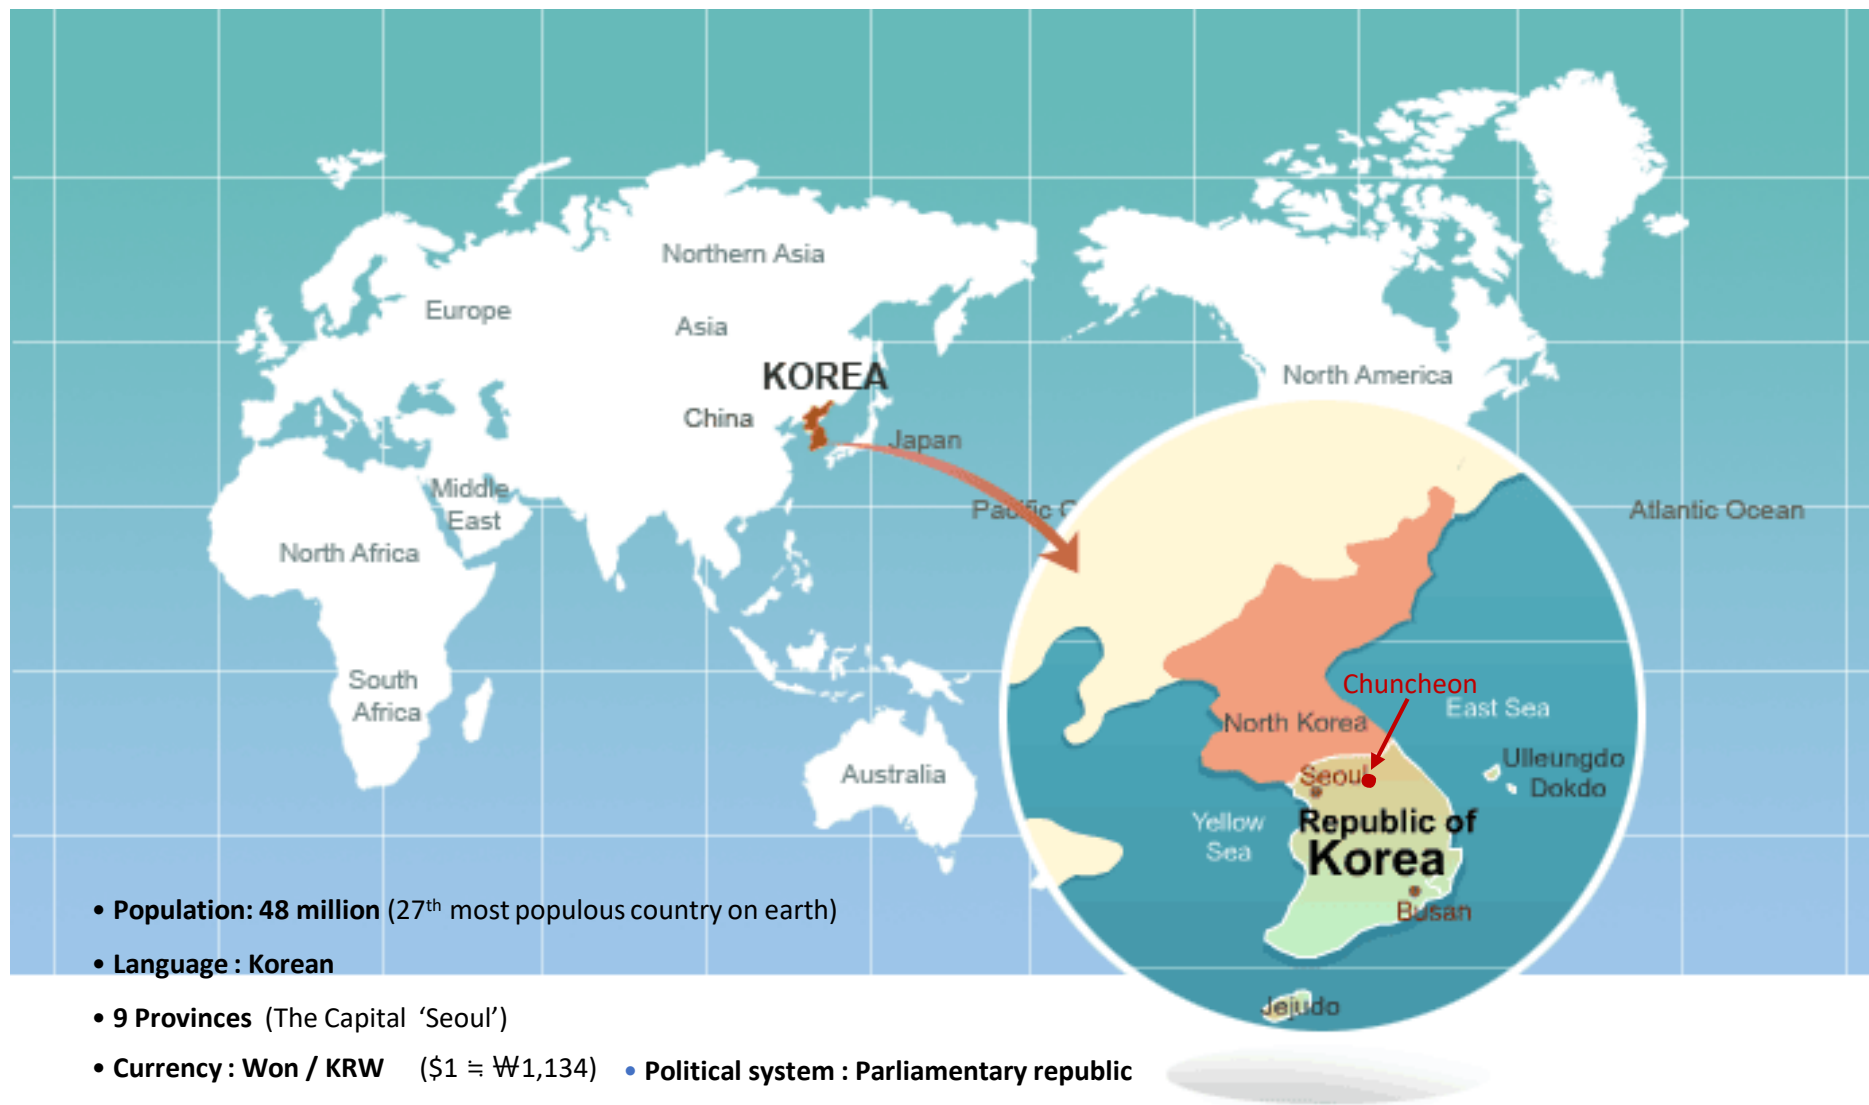 Northern Asia
Europe
Asia
KOREA
North America
China
Japan
Middle
East
Pacific
Atlantic Ocean
North Africa
South
Africa
Australia
Chuncheon
East Sea
North Korea
Ulleungdo
Dokdo
Seoul
Yellow
Sea
Republic of
Korea
Busan
Jejudo
• Population: 48 million (27th most populous country on earth)
• Language : Korean
• 9 Provinces (The Capital ‘Seoul’)
• Currency : Won / KRW ($1 ≒ ₩1,134) • Political system : Parliamentary republic